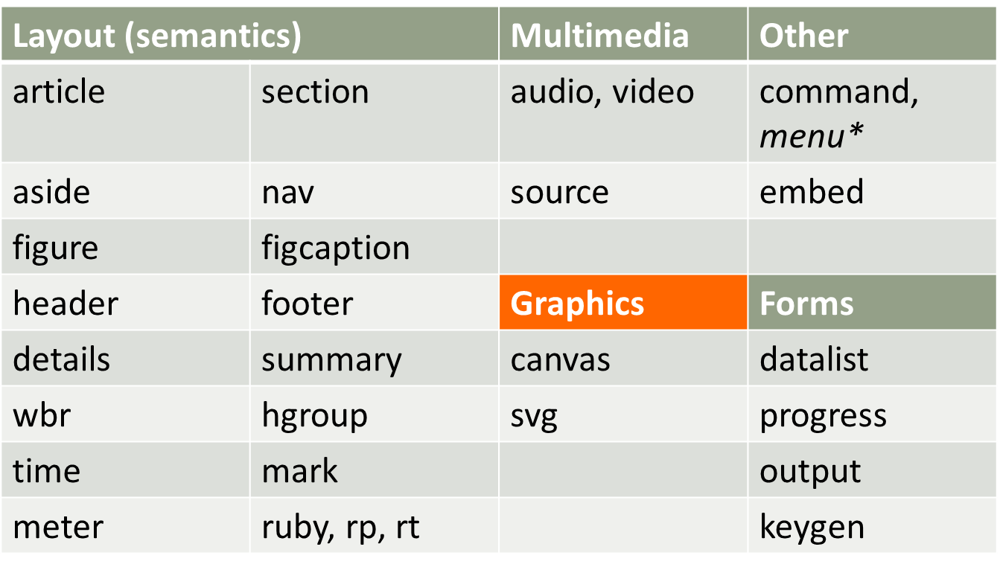 Layout (semantics) Multimedia Other
article section audio, video command,
menu*
aside nav source embed
figure figcaption
header footer Graphics Forms
details summary canvas datalist
wbr hgroup svg progress
time mark output
meter ruby, rp, rt keygen